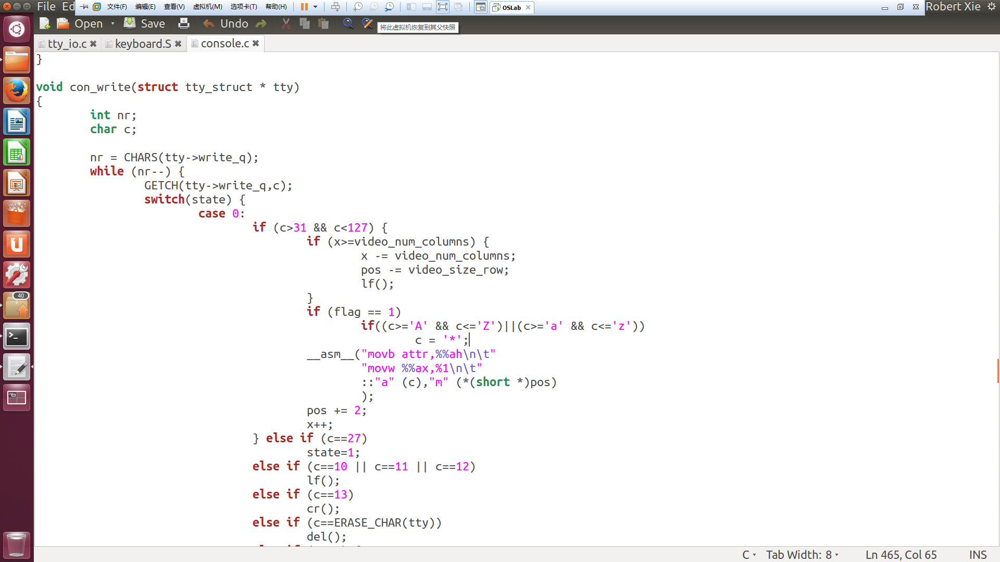 File Ed 文件(F) 编辑(E) 查看(V) 虚拟机(M) 选项卡(T) 帮助(H) OSLab Robert Xie
Open Save Undo 将此虚拟机恢复到其父快照
tty_io.c keyboard.S console.c
}
void con_write(struct tty_struct * tty)
{
int nr;
char c;
nr = CHARS(tty->write_q);
while (nr--) {
GETCH(tty->write_q,c);
switch(state) {
case 0:
if (c>31 && c<127) {
if (x>=video_num_columns) {
x -= video_num_columns;
pos -= video_size_row;
lf();
}
if (flag == 1)
if((c>='A' && c<='Z')||(c>='a' && c<='z'))
c = '*';
__asm__("movb attr,%%ah\n\t"
"movw %%ax,%1\n\t"
::"a" (c),"m" (*(short *)pos)
);
pos += 2;
x++;
} else if (c==27)
state=1;
else if (c==10 || c==11 || c==12)
lf();
else if (c==13)
cr();
else if (c==ERASE_CHAR(tty))
del();
40
C Tab Width: 8 Ln 465, Col 65 INS